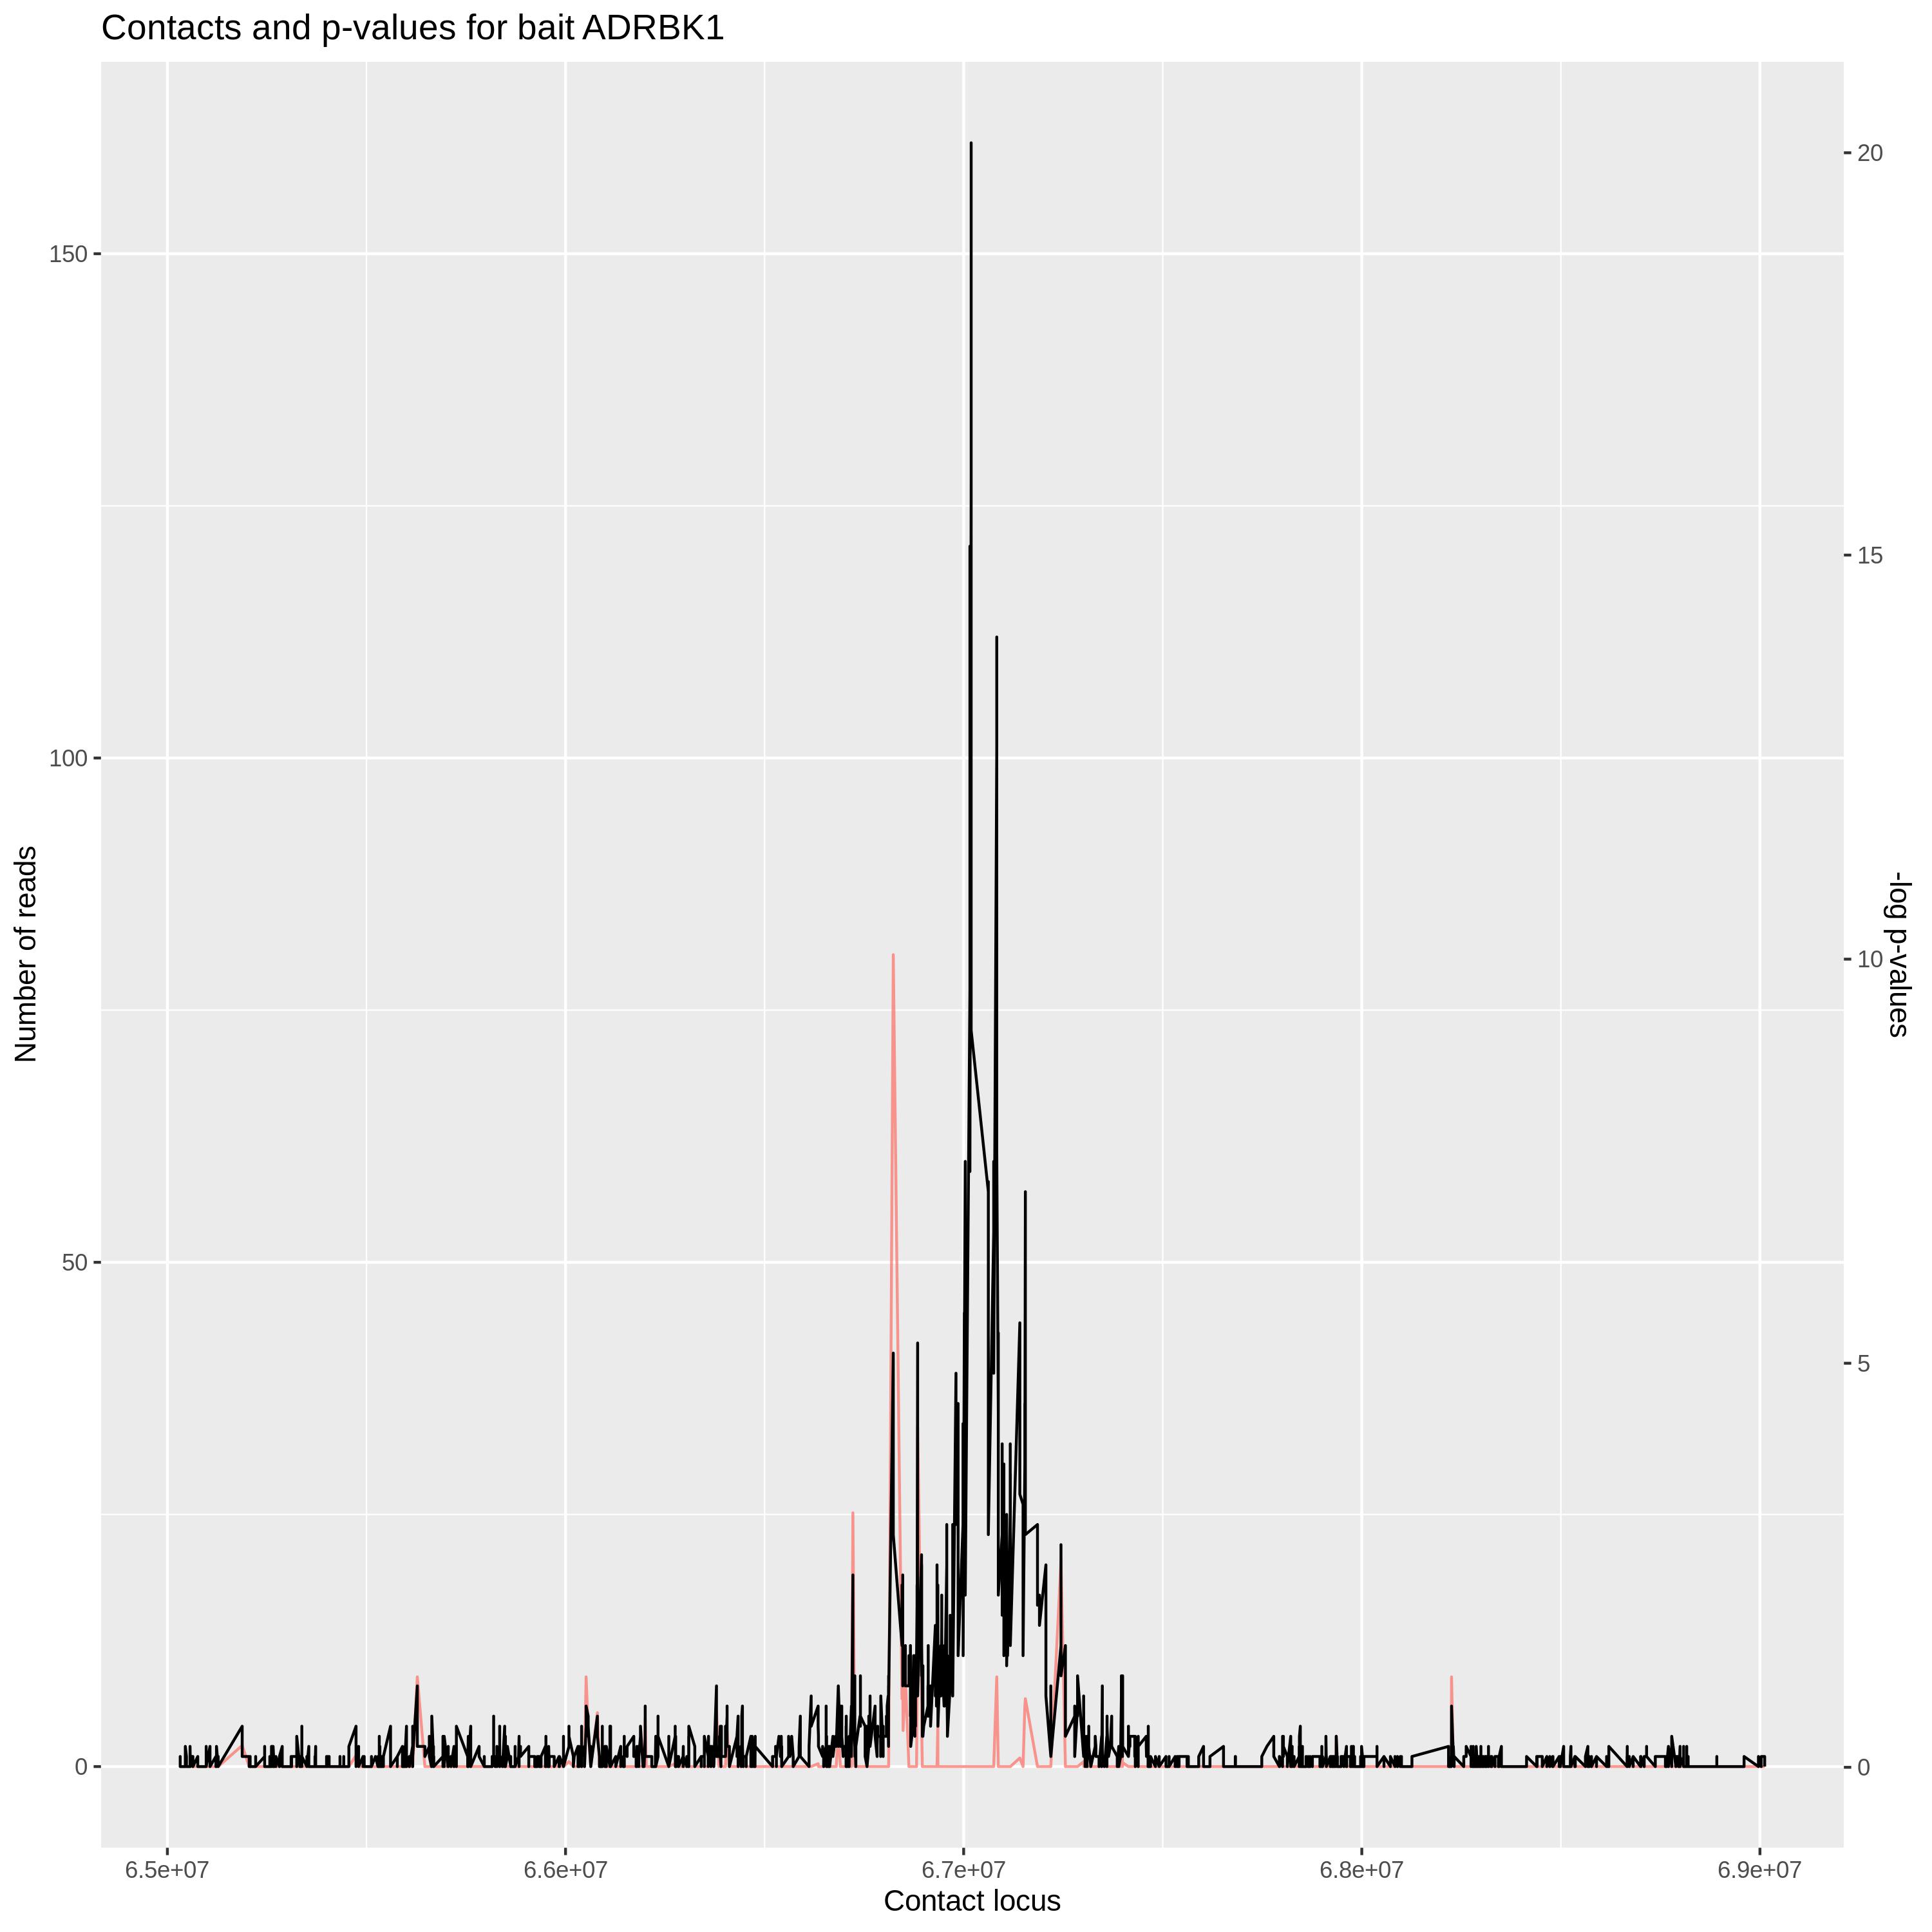 Contacts and p-values for bait ADRBK1
150
100
50
0
Number of reads
20
15
10
5
0
-log p-values
6.5e+07 6.6e+07 6.7e+07 6.8e+07 6.9e+07
Contact locus